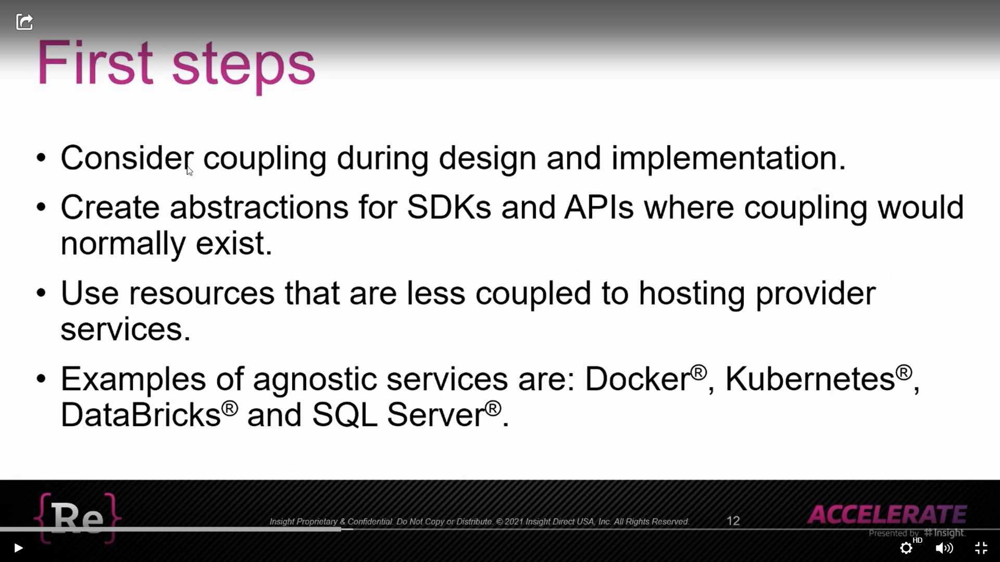 First steps
• Consider coupling during design and implementation.
• Create abstractions for SDKs and APIs where coupling would
normally exist.
• Use resources that are less coupled to hosting provider
services.
• Examples of agnostic services are: Docker®, Kubernetes®,
DataBricks® and SQL Server®.
{Re}
Insight Proprietary & Confidential. Do Not Copy or Distribute. © 2021 Insight Direct USA, Inc. All Rights Reserved.
12
ACCELERATE
Presented by Insight.
HD